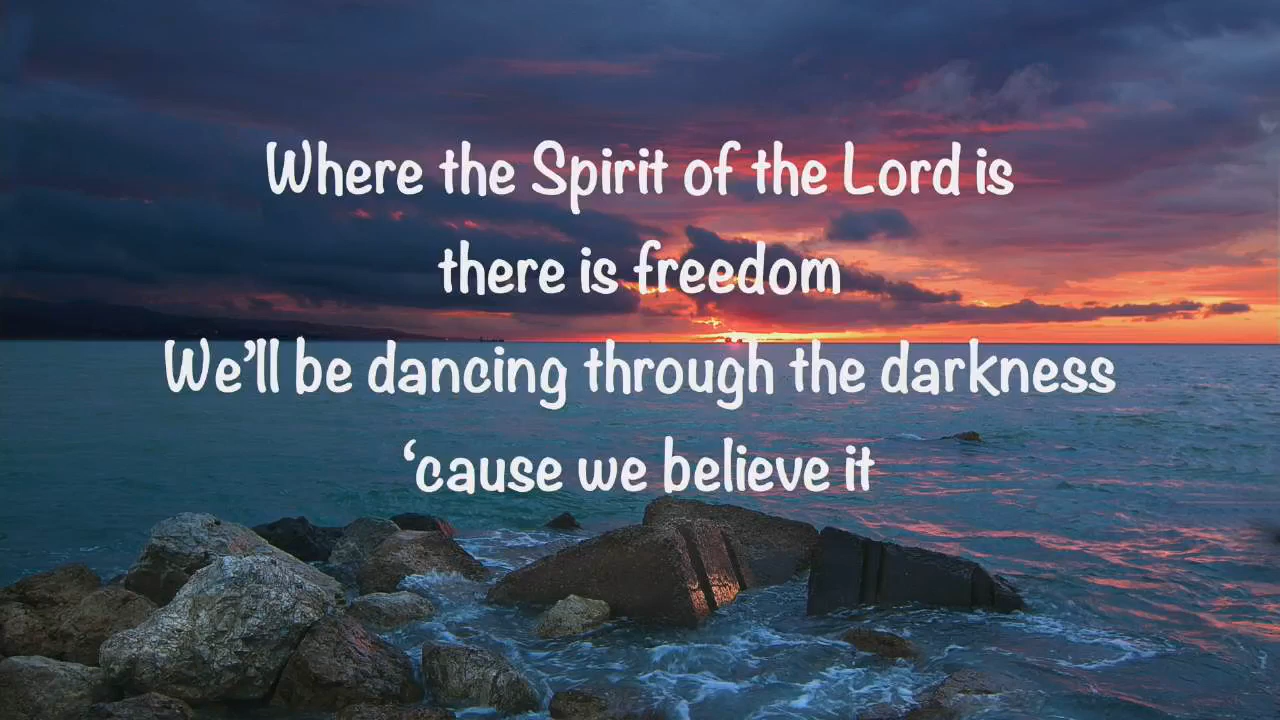 Where the Spirit of the Lord is
there is freedom
We’ll be dancing through the darkness
‘cause we believe it